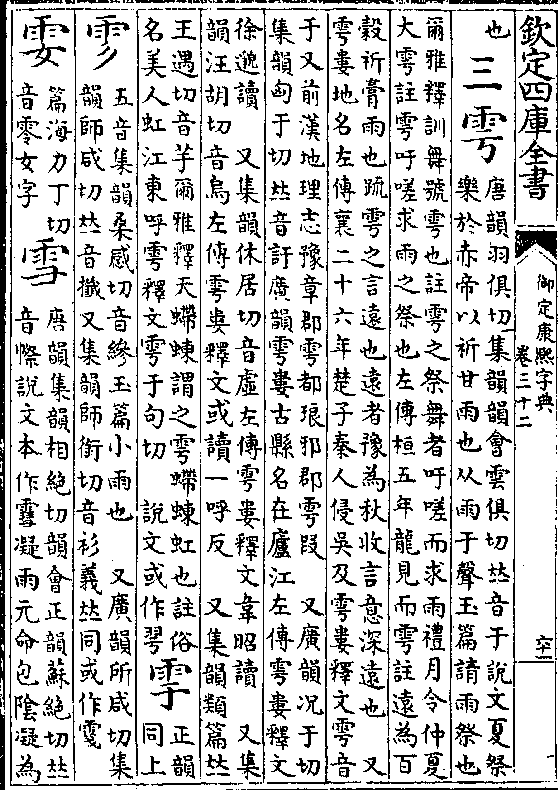 欽定四庫全書
御定康熙字典
卷三十二
也
三
雩
唐韻羽俱切集韻韻會雲俱切𠀤音于說文夏祭
樂於赤帝以祈甘雨也从雨于聲玉篇請雨祭也
爾雅釋訓舞號雩也註雩之祭舞者吁嗟而求雨禮月令仲夏
大雩註雩吁嗟求雨之祭也左傳桓五年龍見而雩註遠為百
糓祈膏雨也疏雩之言遠也遠者豫為秋收言意深遠也 又
雩婁地名左傳襄二十六年楚子秦人侵吳及雩婁釋文雩音
于又前漢地理志豫章郡雩都琅邪郡雩叚 又廣韻况于切
集韻匈于切𠀤音訏廣韻雩婁古縣名在廬江左傳雩婁釋文
徐邈讀 又集韻休居切音虛左傳雩婁釋文韋昭讀 又集
韻汪胡切音烏左傳雩婁釋文或讀一呼反 又集韻類篇𠀤
王遇切音芋爾雅釋天螮蝀謂之雩螮蝀虹也註俗
名美人虹江東呼雩釋文雩于句切 說文或作
正韻
同上
五音集韻桑感切音糝玉篇小雨也 又廣韻所咸切集
韻師咸切𠀤音攕又集韻師銜切音衫義𠀤同或作霎
篇海力丁切
音零女字
雪
唐韻集韻相絕切韻會正韻蘇絕切𠀤
音䘑說文本作䨮凝雨元命包陰凝為